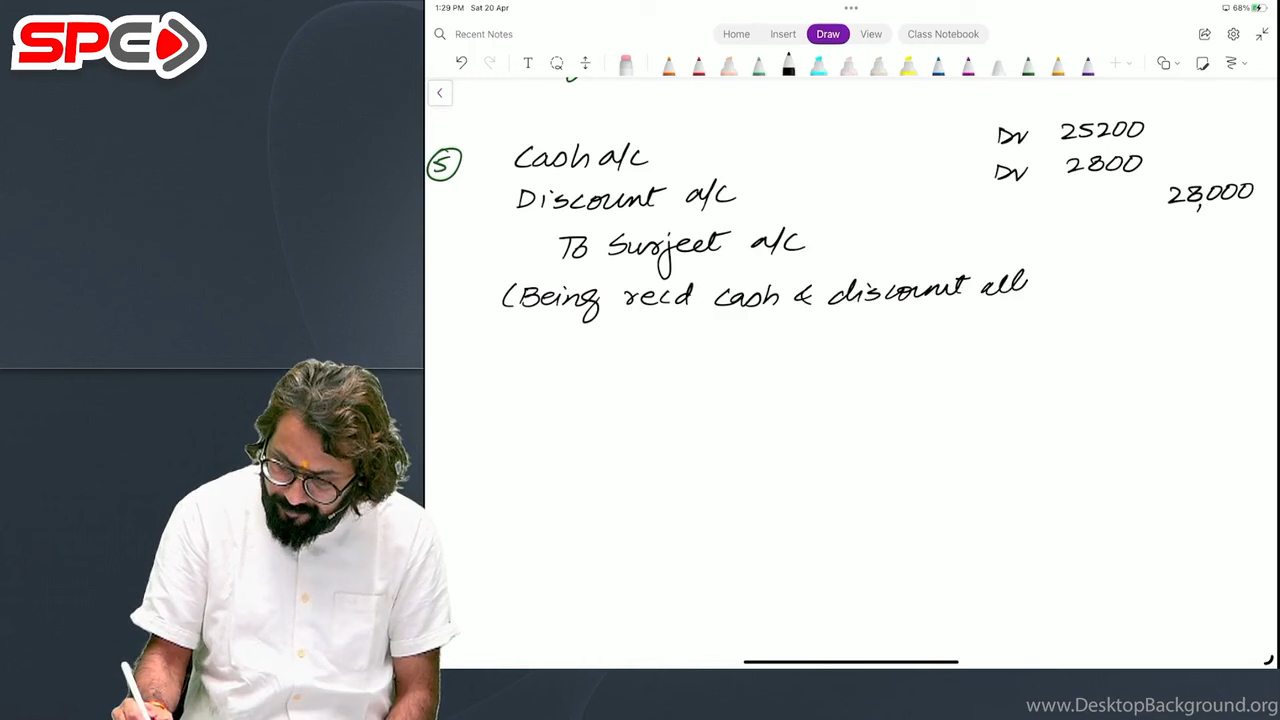 SPE
1:29 PM Sat 20 Apr
68%
Recent Notes
Home Insert Draw View Class Notebook
T
5 Cash a/c Dr 25200
Discount a/c Dr 2800
To Surjeet a/c 28,000
(Being recd cash & discount all
www.DesktopBackground.org